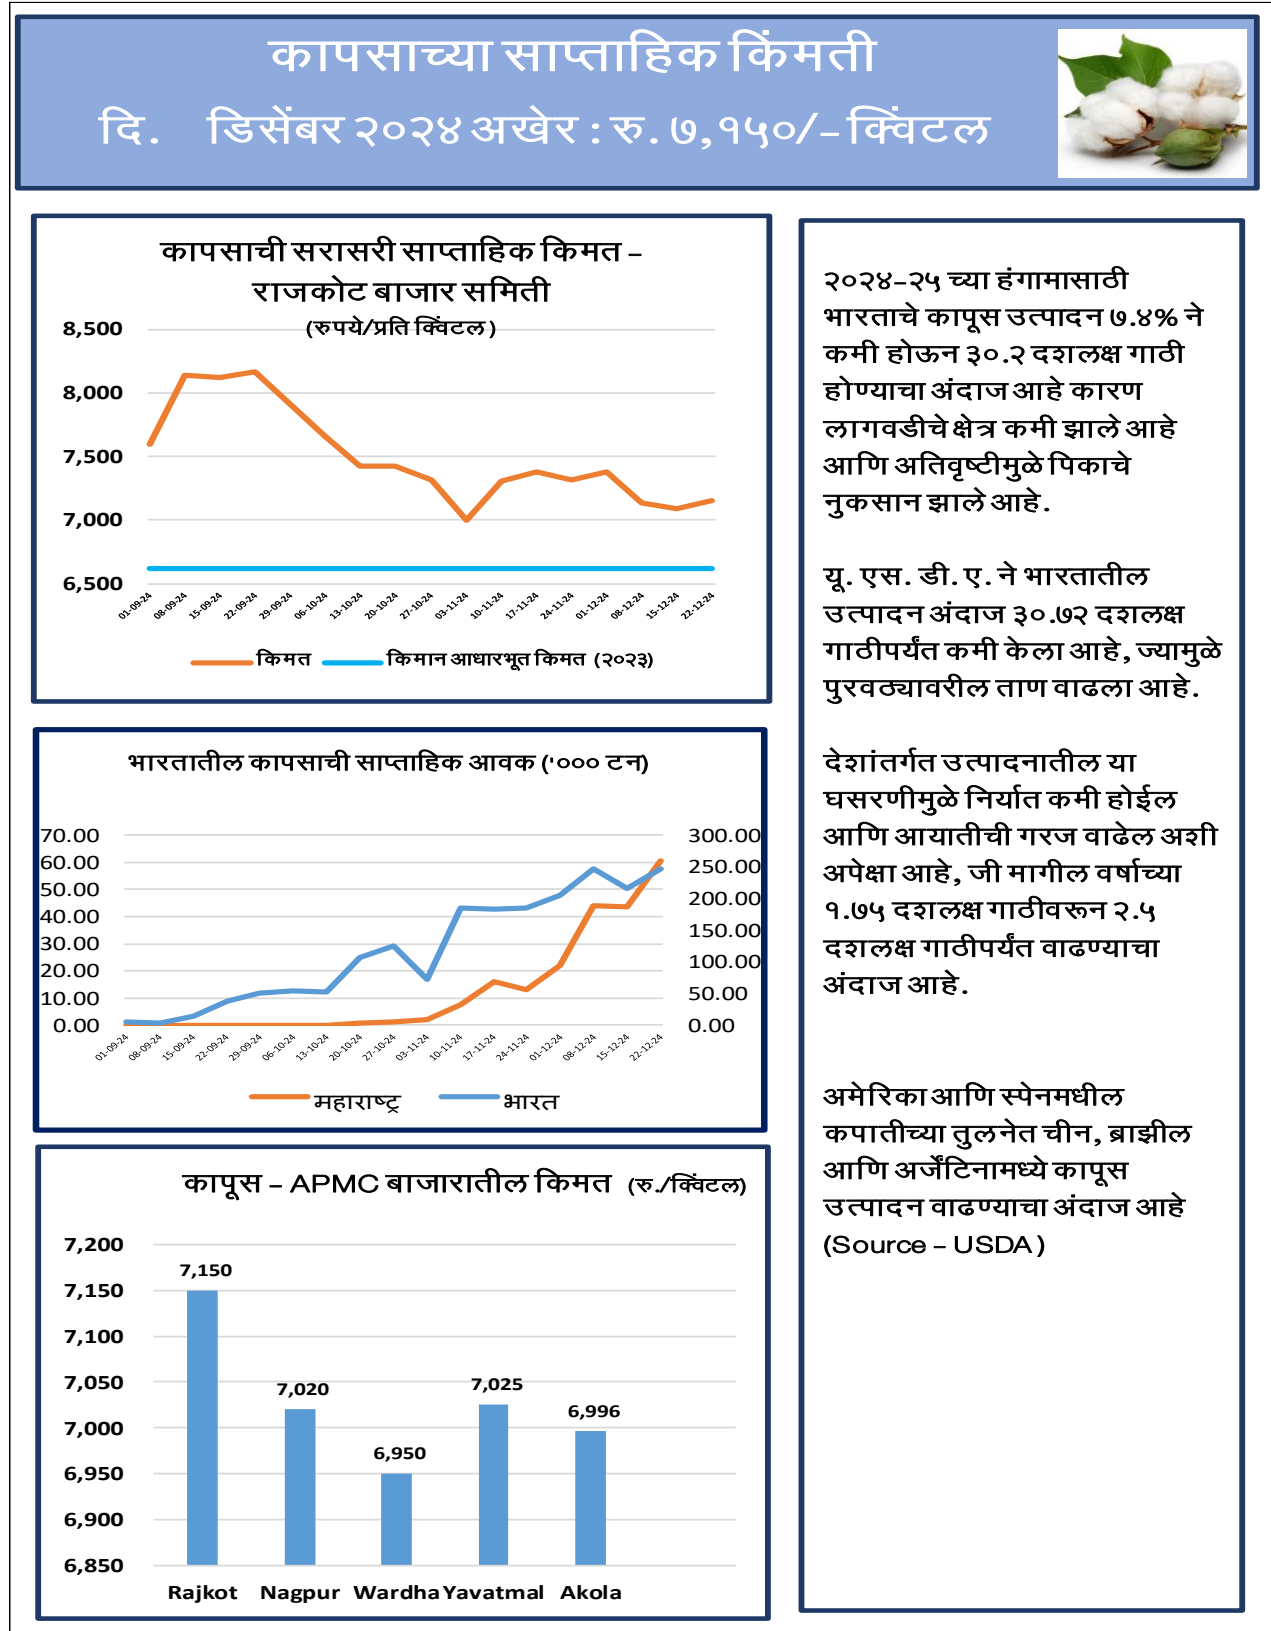 कापसाच्या साप्ताहिक किंमती
दि. डिसेंबर २०२४ अखेर : रु. ७,१५०/- क्विंटल
कापसाची सरासरी साप्ताहिक किमत –
राजकोट बाजार समिती
(रुपये/प्रति क्विंटल)
8,500
8,000
7,500
7,000
6,500
01-09-24
08-09-24
15-09-24
22-09-24
29-09-24
06-10-24
13-10-24
20-10-24
27-10-24
03-11-24
10-11-24
17-11-24
24-11-24
01-12-24
08-12-24
15-12-24
22-12-24
किमत
किमान आधारभूत किमत (२०२३)
भारतातील कापसाची साप्ताहिक आवक ('००० टन)
70.00
60.00
50.00
40.00
30.00
20.00
10.00
0.00
300.00
250.00
200.00
150.00
100.00
50.00
0.00
01-09-24
08-09-24
15-09-24
22-09-24
29-09-24
06-10-24
13-10-24
20-10-24
27-10-24
03-11-24
10-11-24
17-11-24
24-11-24
01-12-24
08-12-24
15-12-24
22-12-24
महाराष्ट्र
भारत
कापूस – APMC बाजारातील किमत (रु./क्विंटल)
7,200
7,150
7,100
7,050
7,000
6,950
6,900
6,850
7,150
7,020
6,950
7,025
6,996
Rajkot
Nagpur
Wardha
Yavatmal
Akola
२०२४-२५ च्या हंगामासाठी
भारताचे कापूस उत्पादन ७.४% ने
कमी होऊन ३०.२ दशलक्ष गाठी
होण्याचा अंदाज आहे कारण
लागवडीचे क्षेत्र कमी झाले आहे
आणि अतिवृष्टीमुळे पिकाचे
नुकसान झाले आहे.
यू. एस. डी. ए. ने भारतातील
उत्पादन अंदाज ३०.७२ दशलक्ष
गाठीपर्यंत कमी केला आहे, ज्यामुळे
पुरवठ्यावरील ताण वाढला आहे.
देशांतर्गत उत्पादनातील या
घसरणीमुळे निर्यात कमी होईल
आणि आयातीची गरज वाढेल अशी
अपेक्षा आहे, जी मागील वर्षाच्या
१.७५ दशलक्ष गाठीवरून २.५
दशलक्ष गाठीपर्यंत वाढण्याचा
अंदाज आहे.
अमेरिका आणि स्पेनमधील
कपातीच्या तुलनेत चीन, ब्राझील
आणि अर्जेंटिनामध्ये कापूस
उत्पादन वाढण्याचा अंदाज आहे
(Source – USDA)